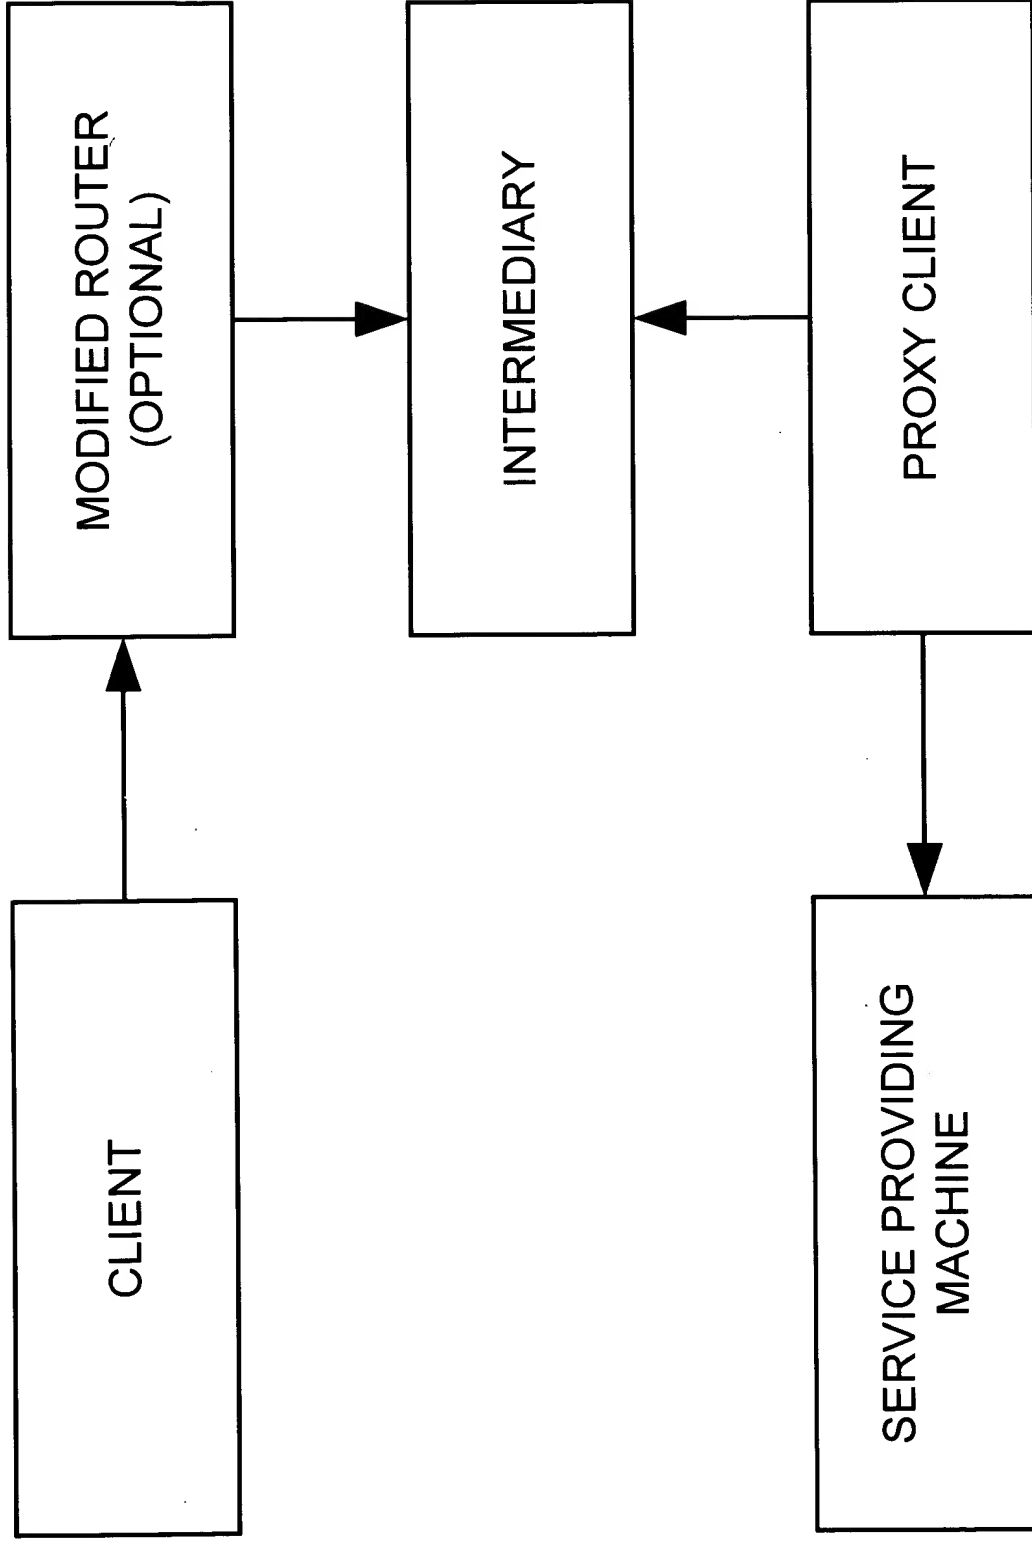 CLIENT
MODIFIED ROUTER
(OPTIONAL)
INTERMEDIARY
SERVICE PROVIDING
MACHINE
PROXY CLIENT